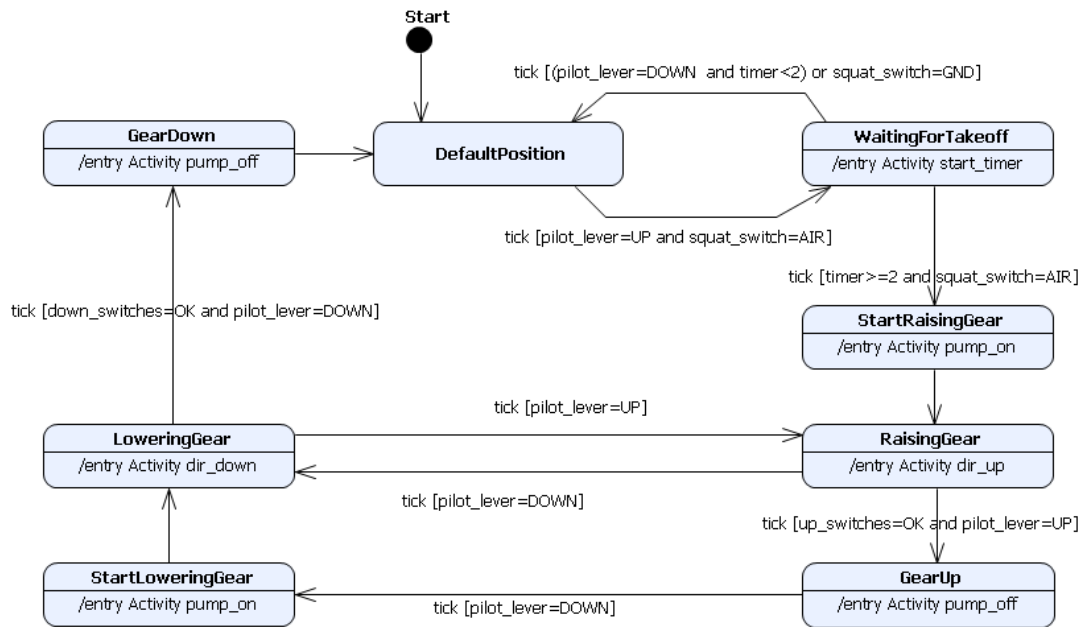 Start
tick [(pilot_lever=DOWN and timer<2) or squat_switch=GND]
GearDown
/entry Activity pump_off
DefaultPosition
WaitingForTakeoff
/entry Activity start_timer
tick [pilot_lever=UP and squat_switch=AIR]
tick [timer>=2 and squat_switch=AIR]
tick [down_switches=OK and pilot_lever=DOWN]
StartRaisingGear
/entry Activity pump_on
tick [pilot_lever=UP]
LoweringGear
/entry Activity dir_down
RaisingGear
/entry Activity dir_up
tick [pilot_lever=DOWN]
tick [up_switches=OK and pilot_lever=UP]
StartLoweringGear
/entry Activity pump_on
GearUp
/entry Activity pump_off
tick [pilot_lever=DOWN]